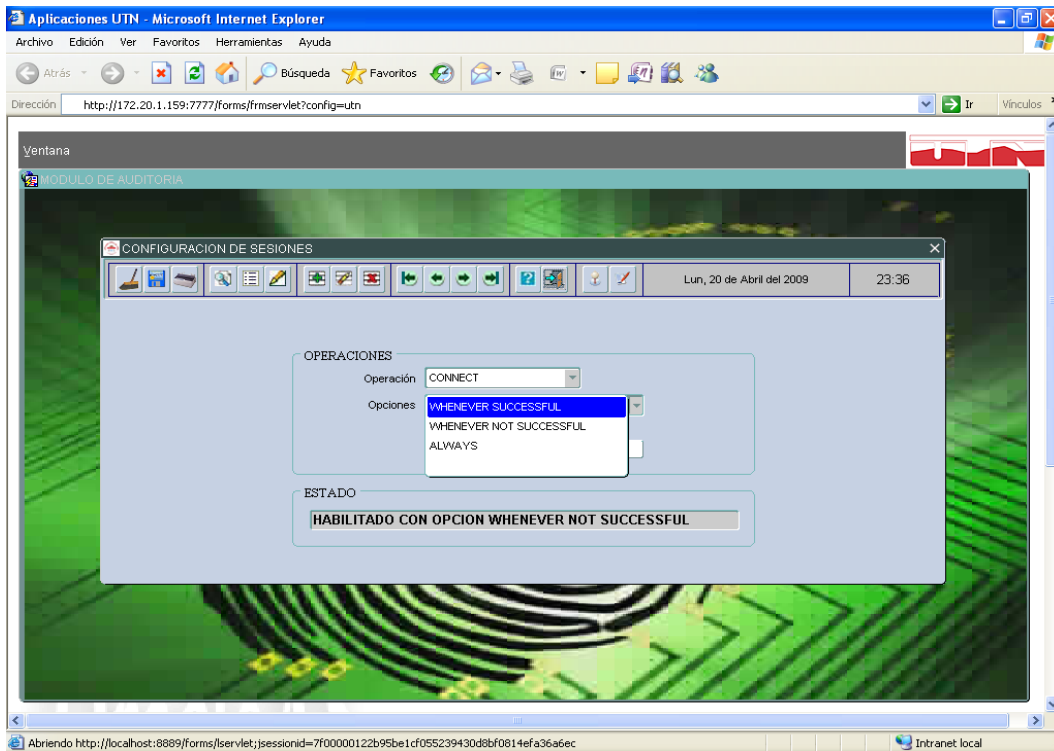 Aplicaciones UTN - Microsoft Internet Explorer
Archivo Edición Ver Favoritos Herramientas Ayuda
Atrás Búsqueda Favoritos
Dirección http://172.20.1.159:7777/forms/frmservlet?config=utn Ir Vínculos
Ventana
MODULO DE AUDITORIA
CONFIGURACION DE SESIONES
Lun, 20 de Abril del 2009 23:36
OPERACIONES
Operación CONNECT
Opciones WHENEVER SUCCESSFUL
WHENEVER NOT SUCCESSFUL
ALWAYS
ESTADO
HABILITADO CON OPCION WHENEVER NOT SUCCESSFUL
Abriendo http://localhost:8889/forms/lservlet;jsessionid=7f00000122b95be1cf055239430d8bf0814efa36a6ec Intranet local